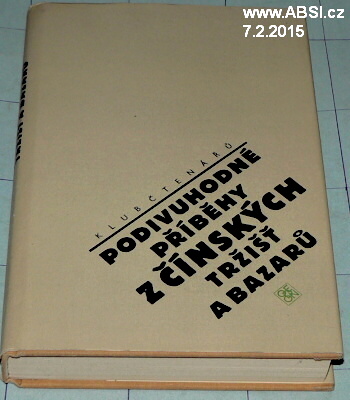 www.ABSI.cz
7.2.2015
KLUB ČTENÁŘŮ
PODIVUHODNÉ
PŘÍBĚHY
Z ČÍNSKÝCH
TRŽIŠŤ
A BAZARŮ